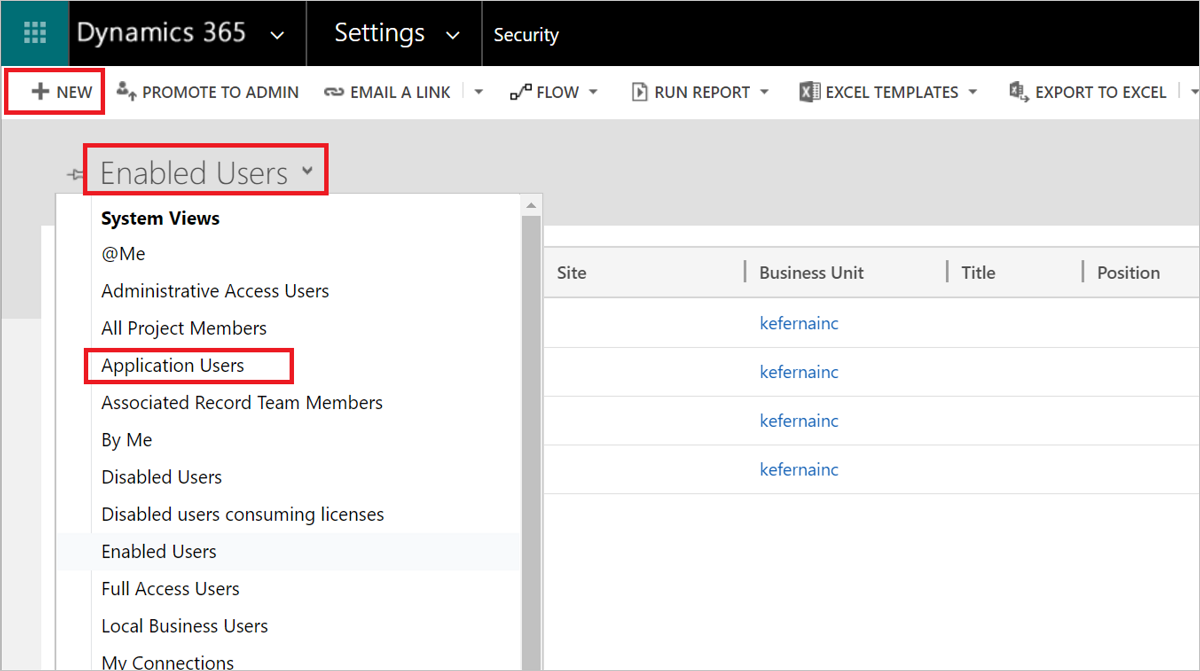 Dynamics 365 Settings Security
NEW PROMOTE TO ADMIN EMAIL A LINK FLOW RUN REPORT EXCEL TEMPLATES EXPORT TO EXCEL
Enabled Users
System Views
@Me
Administrative Access Users
All Project Members
Application Users
Associated Record Team Members
By Me
Disabled Users
Disabled users consuming licenses
Enabled Users
Full Access Users
Local Business Users
My Connections
Site Business Unit Title Position
kefernainc
kefernainc
kefernainc
kefernainc